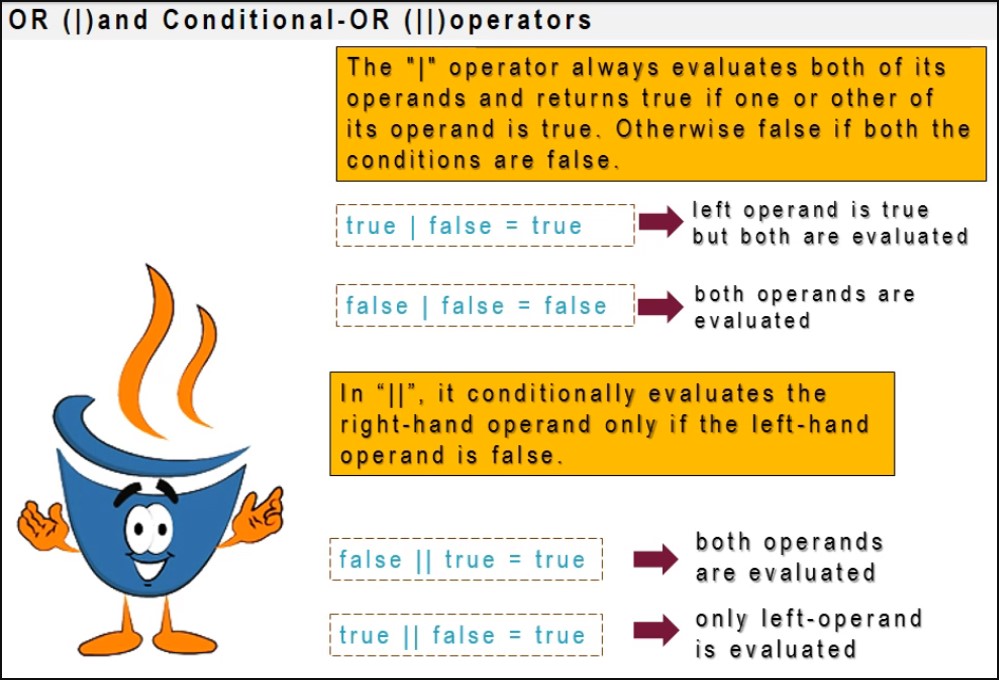 OR (|)and Conditional-OR (||)operators
The "|" operator always evaluates both of its
operands and returns true if one or other of
its operand is true. Otherwise false if both the
conditions are false.
true | false = true
left operand is true
but both are evaluated
false | false = false
both operands are
evaluated
In “||”, it conditionally evaluates the
right-hand operand only if the left-hand
operand is false.
false || true = true
both operands
are evaluated
true || false = true
only left-operand
is evaluated